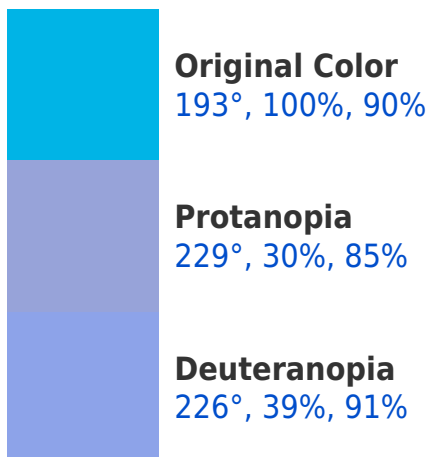 Original Color
193°, 100%, 90%
Protanopia
229°, 30%, 85%
Deuteranopia
226°, 39%, 91%